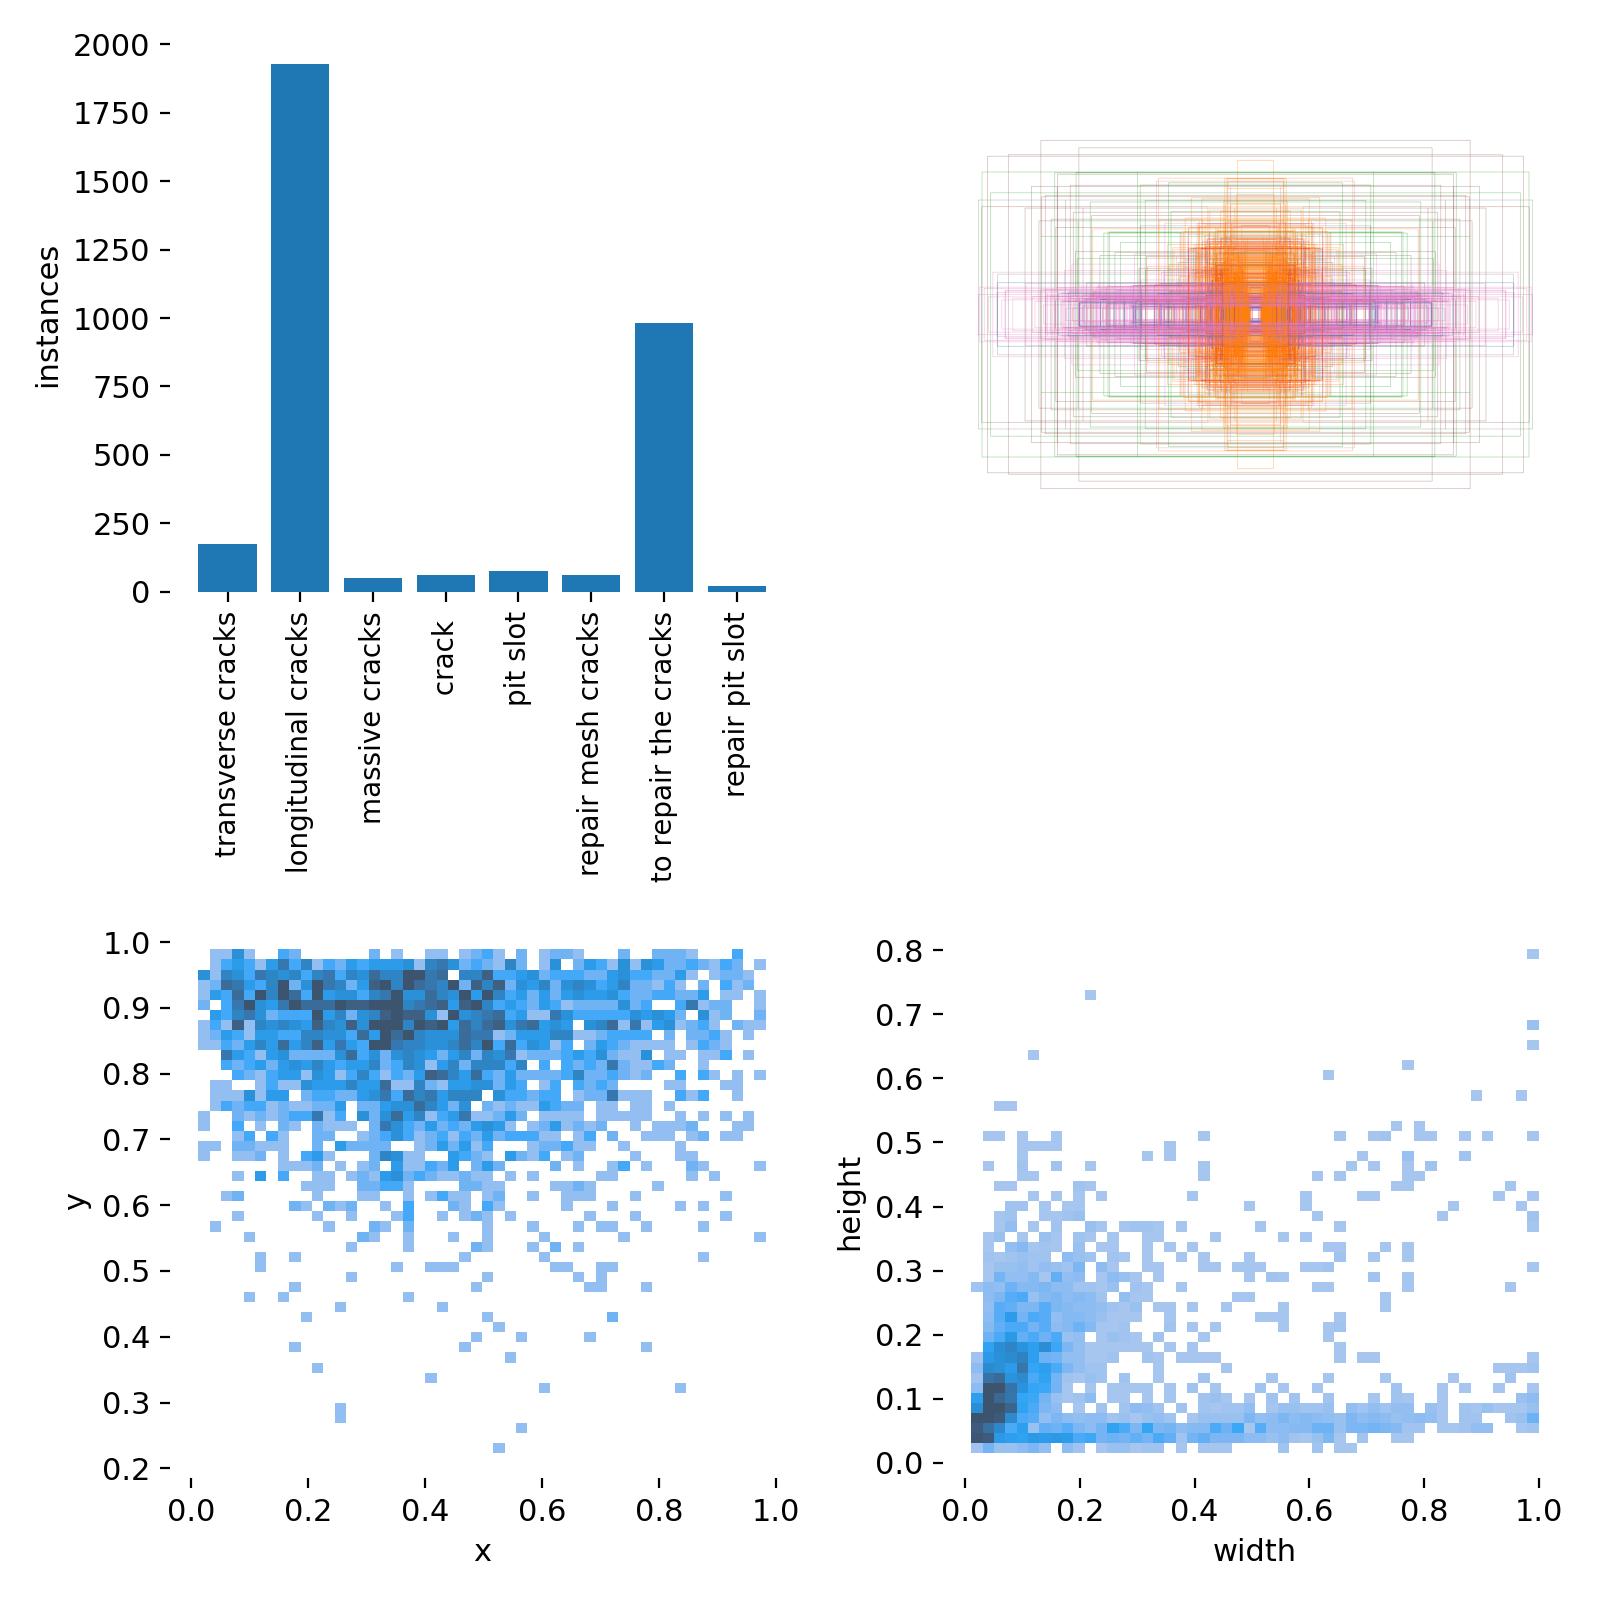 2000
1750
1500
1250
1000
750
500
250
0
instances
transverse cracks
longitudinal cracks
massive cracks
crack
pit slot
repair mesh cracks
to repair the cracks
repair pit slot
1.0
0.9
0.8
0.7
0.6
0.5
0.4
0.3
0.2
y
0.0 0.2 0.4 0.6 0.8 1.0
x
0.8
0.7
0.6
0.5
0.4
0.3
0.2
0.1
0.0
height
0.0 0.2 0.4 0.6 0.8 1.0
width